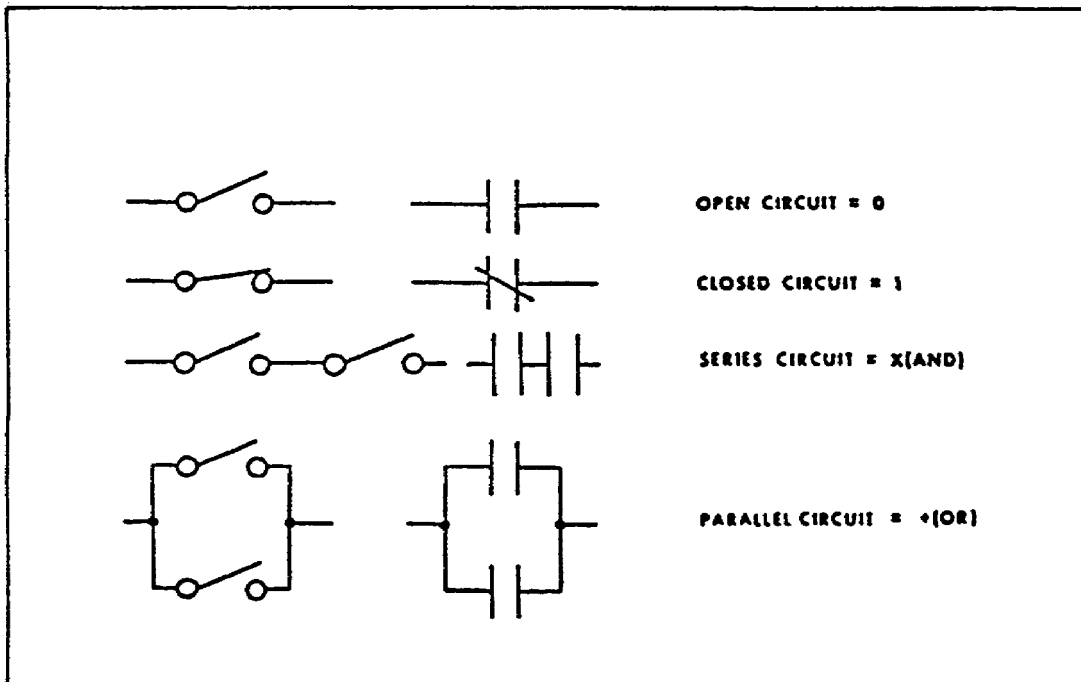 OPEN CIRCUIT = 0
CLOSED CIRCUIT = 1
SERIES CIRCUIT = X(AND)
PARALLEL CIRCUIT = +(OR)